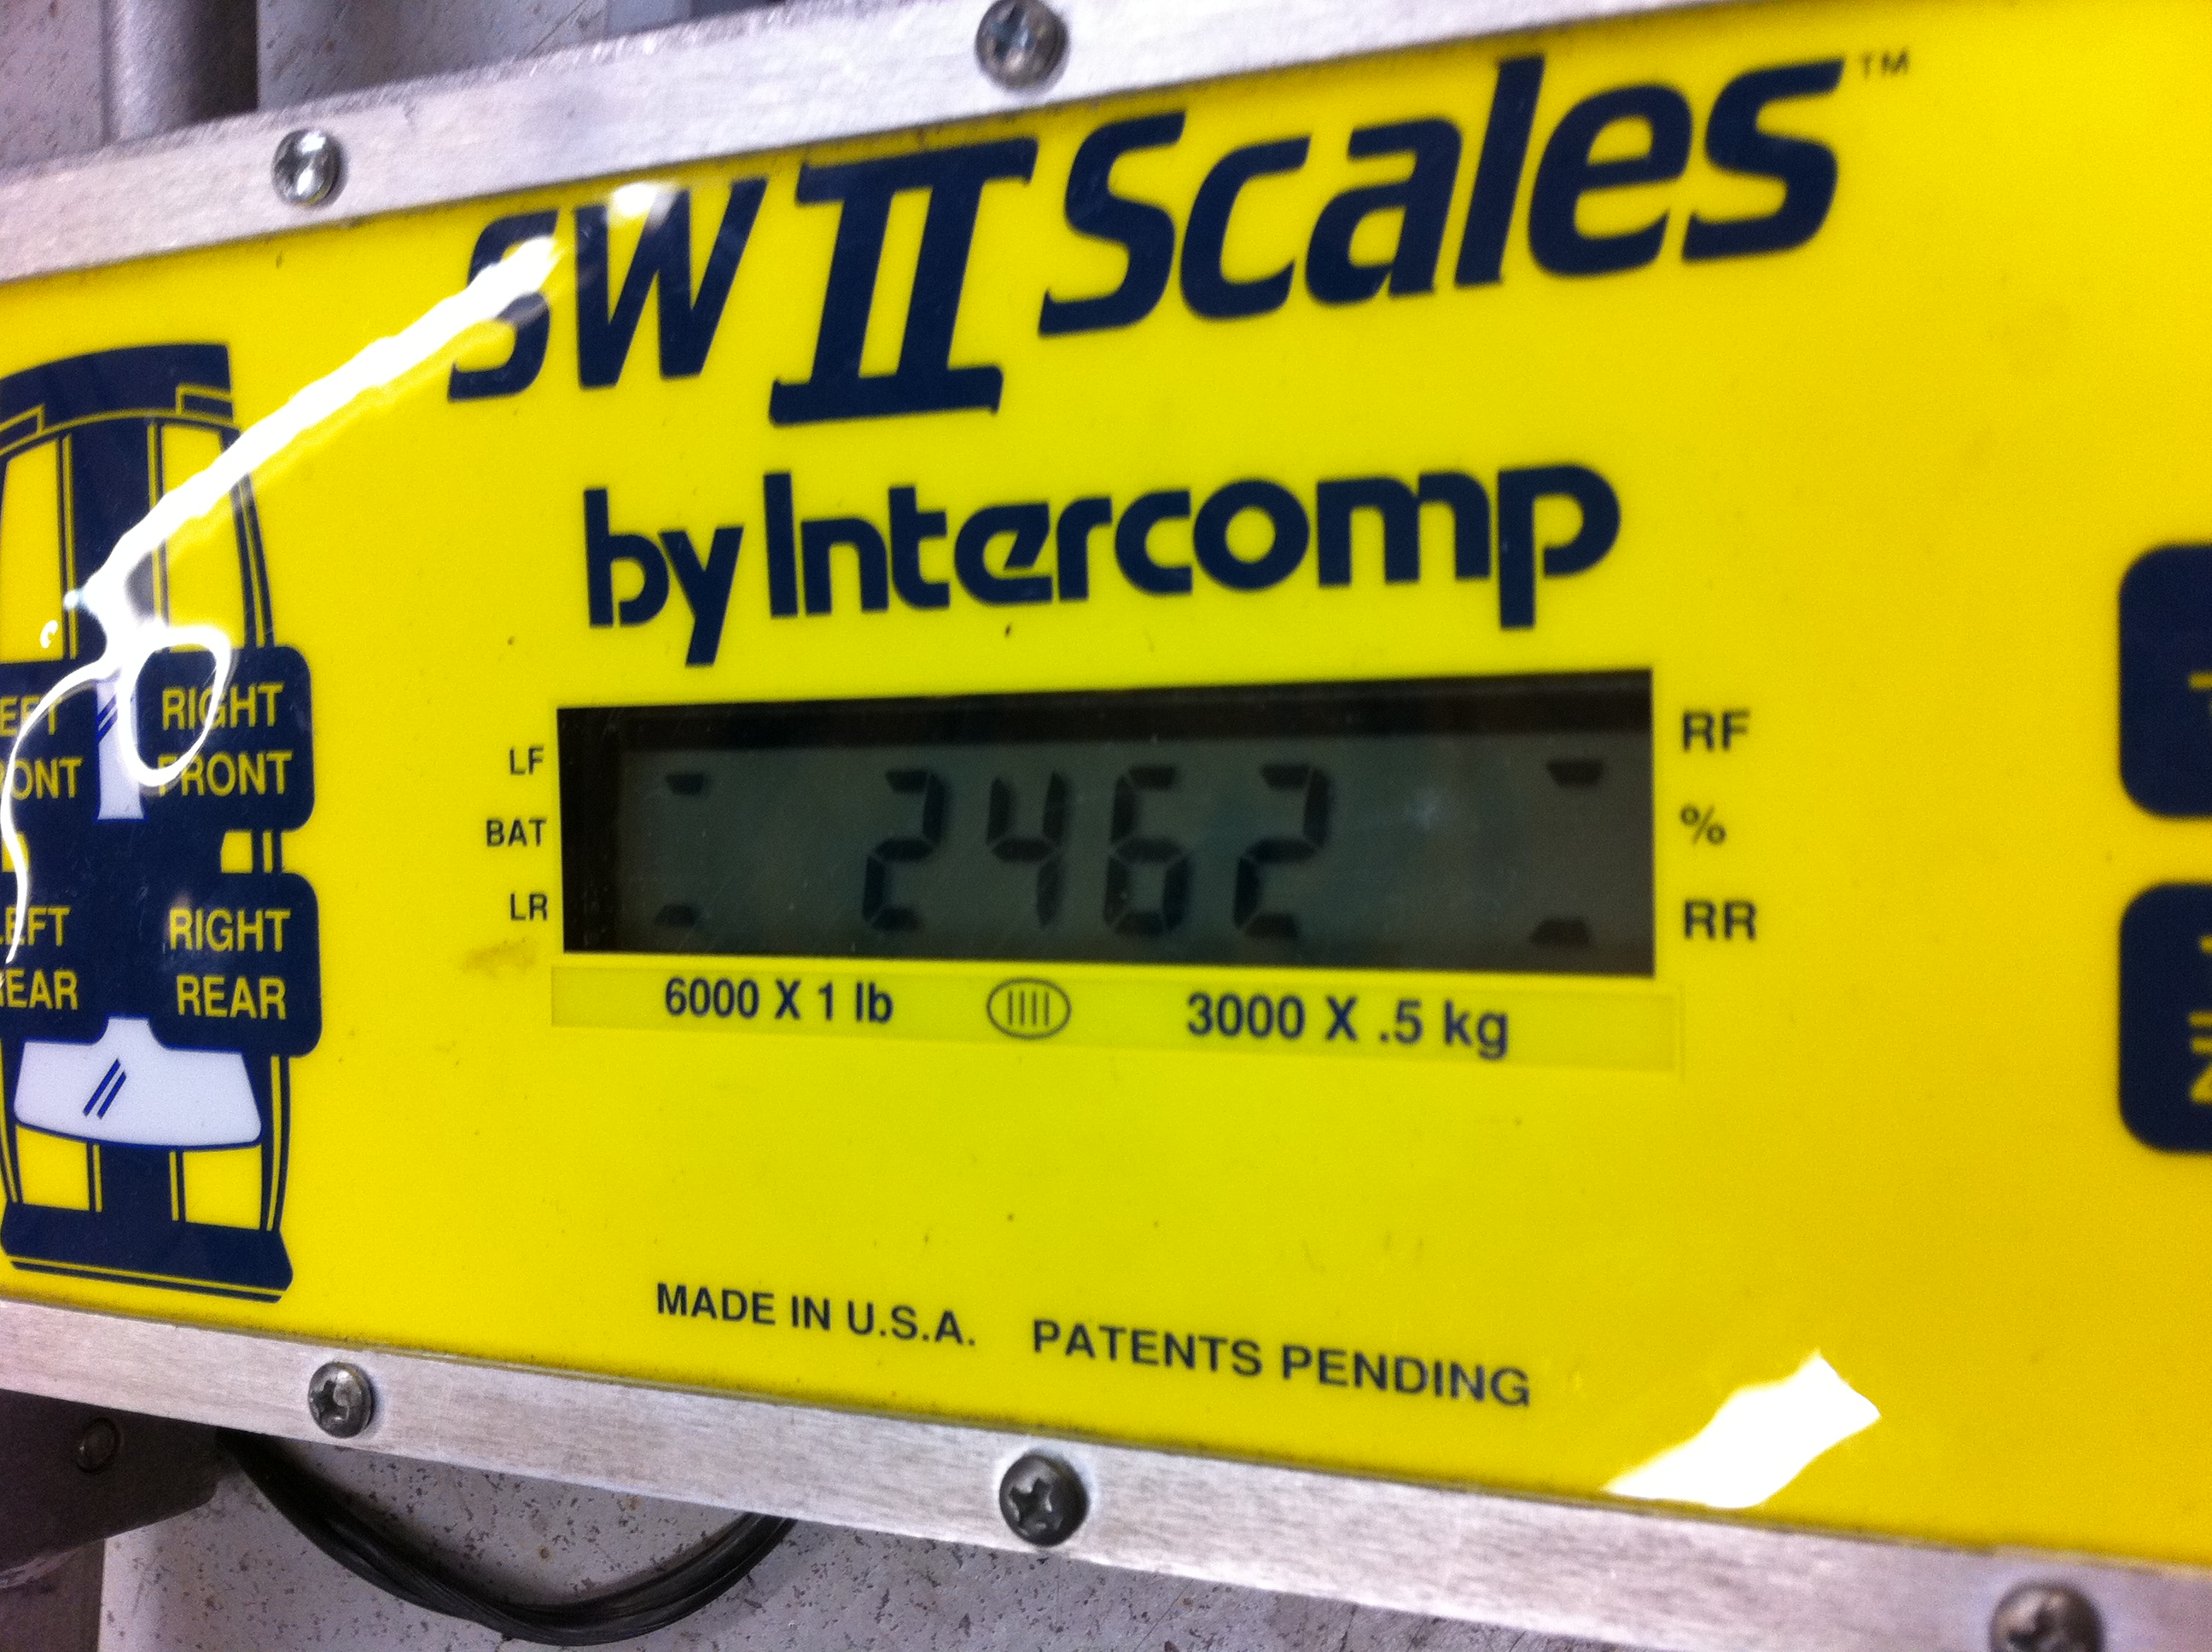 SW II Scales™
by Intercomp
RIGHT
FRONT
LF
BAT
LR
2462
RF
%
RR
RIGHT
REAR
6000 X 1 lb
3000 X .5 kg
MADE IN U.S.A. PATENTS PENDING